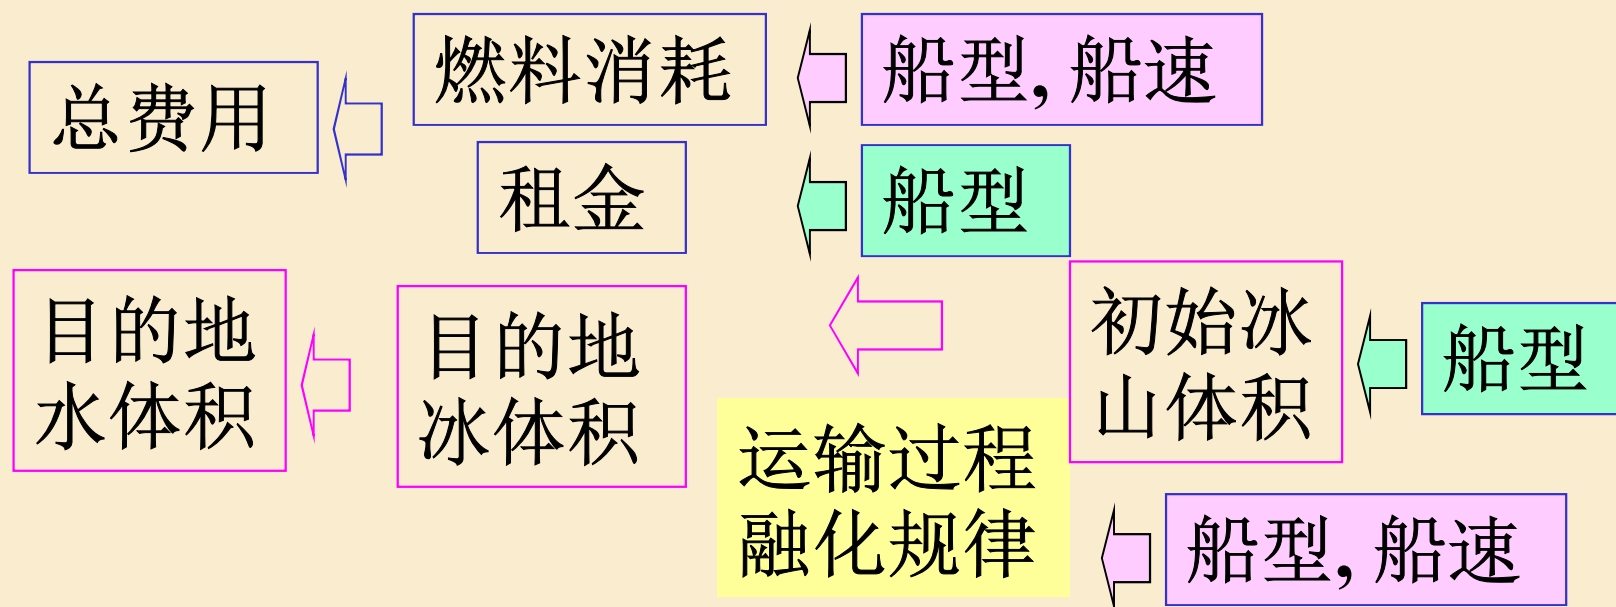 总费用
燃料消耗
船型,船速
租金
船型
目的地
水体积
目的地
冰体积
初始冰
山体积
船型
运输过程
融化规律
船型,船速